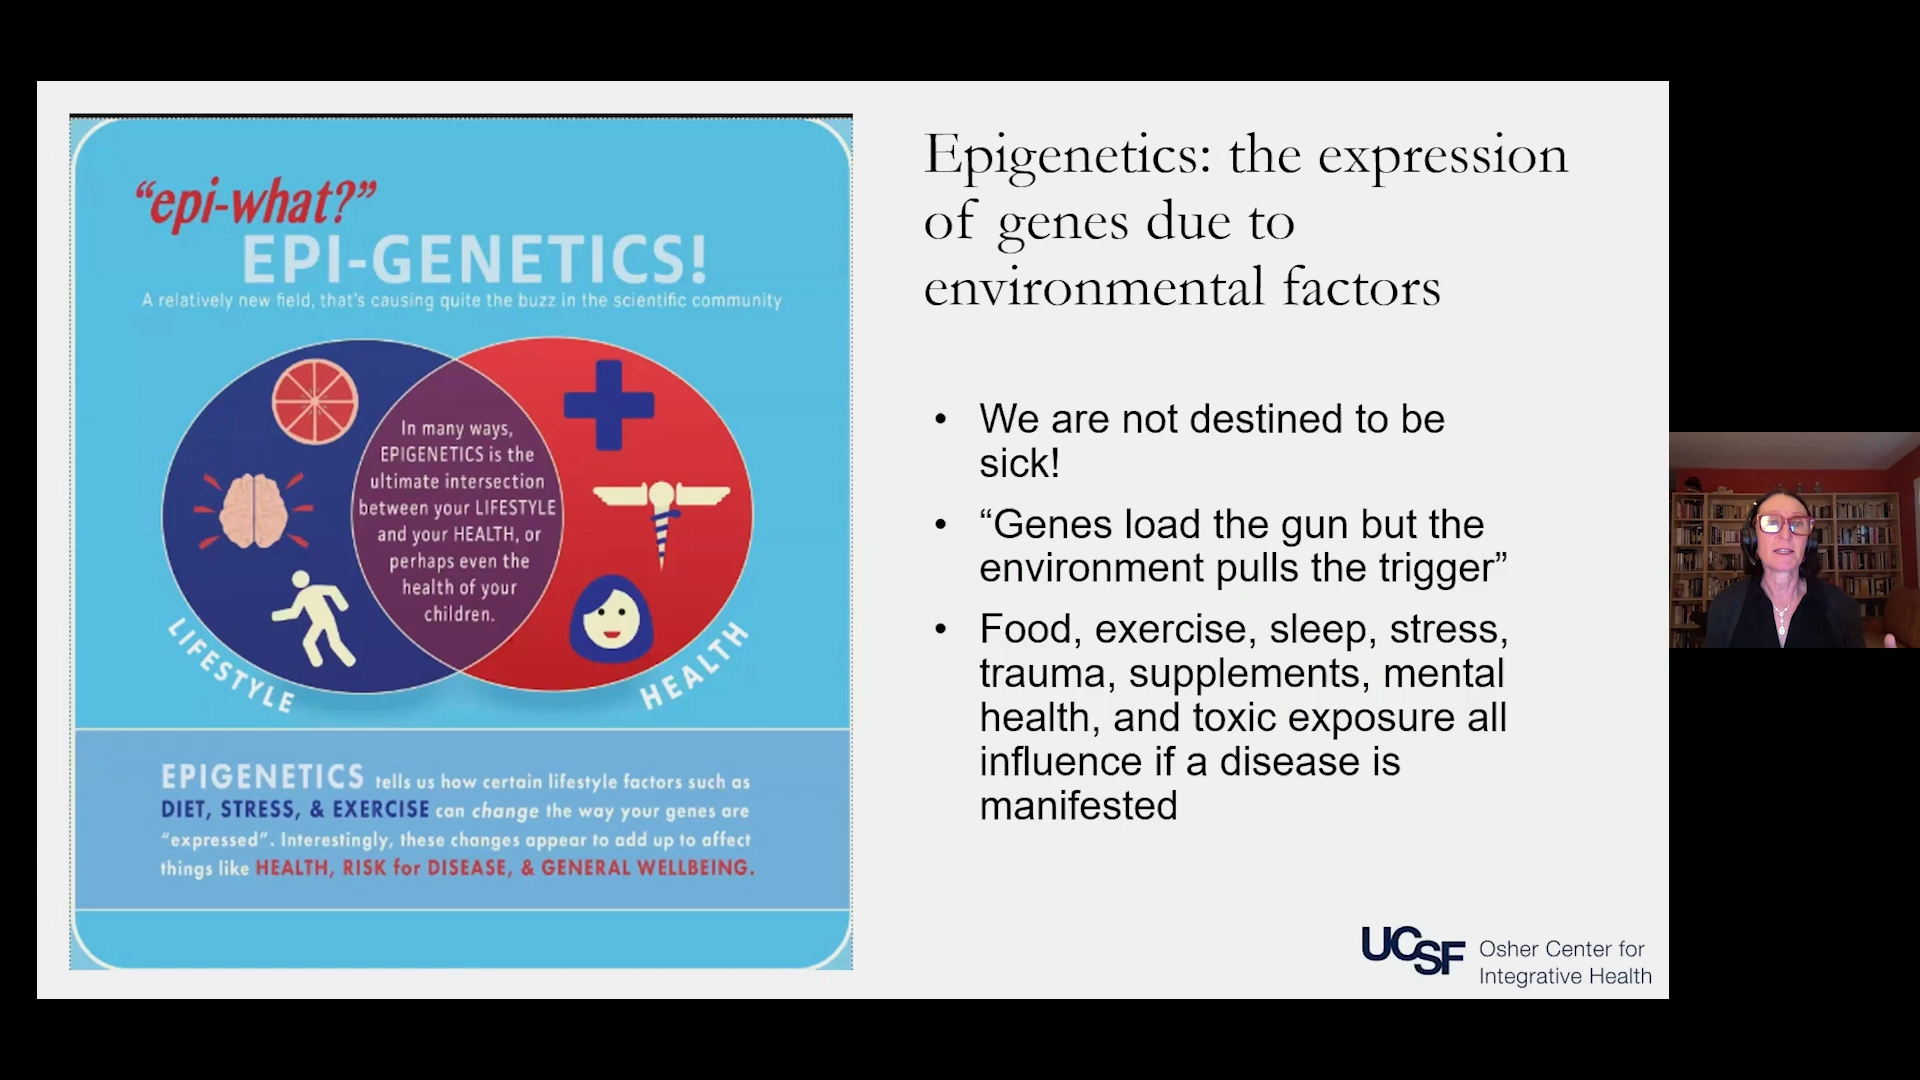 “epi-what?”
EPI-GENETICS!
A relatively new field, that's causing quite the buzz in the scientific community
In many ways,
EPIGENETICS is the
ultimate intersection
between your LIFESTYLE
and your HEALTH, or
perhaps even the
health of your
children.
LIFESTYLE
HEALTH
EPIGENETICS tells us how certain lifestyle factors such as
DIET, STRESS, & EXERCISE can change the way your genes are
“expressed”. Interestingly, these changes appear to add up to affect
things like HEALTH, RISK for DISEASE, & GENERAL WELLBEING.
Epigenetics: the expression
of genes due to
environmental factors
• We are not destined to be
sick!
• “Genes load the gun but the
environment pulls the trigger”
• Food, exercise, sleep, stress,
trauma, supplements, mental
health, and toxic exposure all
influence if a disease is
manifested
UCSF
Osher Center for
Integrative Health